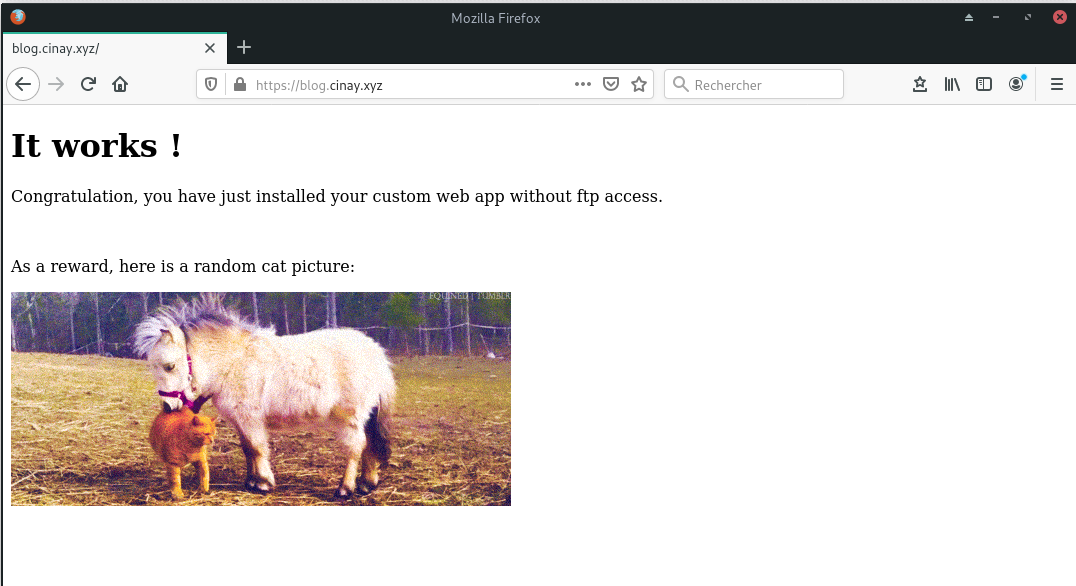 Mozilla Firefox
blog.cinay.xyz/
https://blog.cinay.xyz
Rechercher
It works !
Congratulation, you have just installed your custom web app without ftp access.
As a reward, here is a random cat picture:
EQUINED | TUMBLR